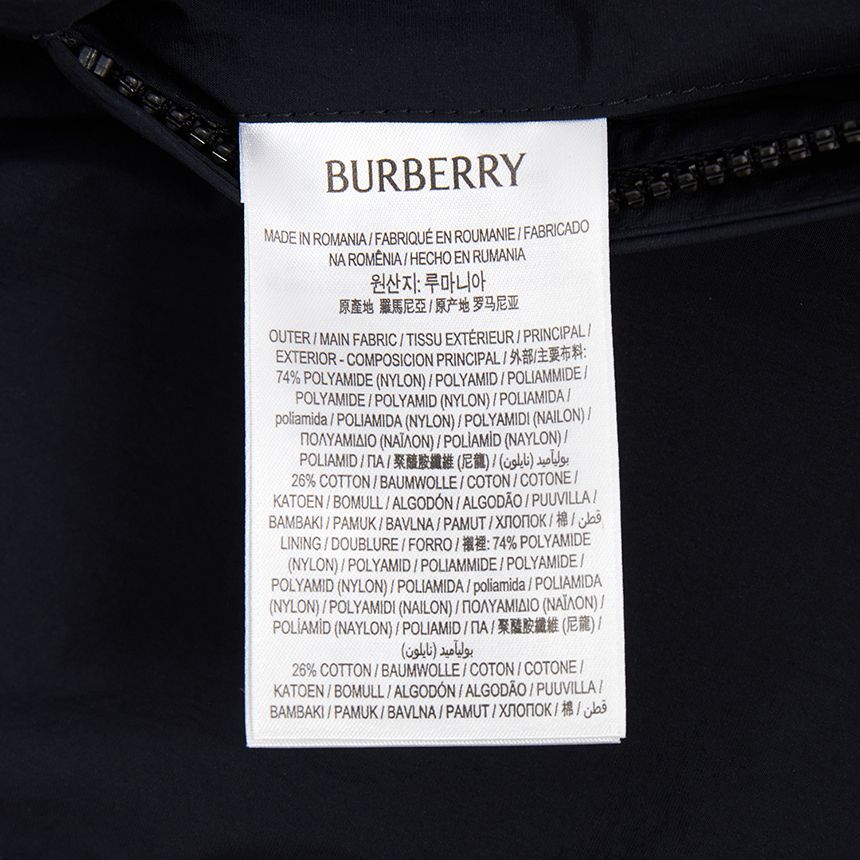 BURBERRY
MADE IN ROMANIA / FABRIQUÉ EN ROUMANIE / FABRICADO
NA ROMÊNIA / HECHO EN RUMANIA
원산지: 루마니아
原產地 羅馬尼亞 / 原产地 罗马尼亚
OUTER / MAIN FABRIC / TISSU EXTÉRIEUR / PRINCIPAL /
EXTERIOR - COMPOSICION PRINCIPAL / 外部/主要布料:
74% POLYAMIDE (NYLON) / POLYAMID / POLIAMMIDE /
POLYAMIDE / POLYAMID (NYLON) / POLIAMIDA /
poliamida / POLIAMIDA (NYLON) / POLYAMIDI (NAILON) /
ΠΟΛΥΑΜΙΔΙΟ (ΝΑΪΛΟΝ) / POLİAMİD (NAYLON) /
POLIAMID / ПА / 聚醯胺纖維 (尼龍) / بولياميد (نايلون) /
26% COTTON / BAUMWOLLE / COTON / COTONE /
KATOEN / BOMULL / ALGODÓN / ALGODÃO / PUUVILLA /
BAMBAKI / PAMUK / BAVLNA / PAMUT / ХЛОПОК / 棉 / قطن
LINING / DOUBLURE / FORRO / 襯裡: 74% POLYAMIDE
(NYLON) / POLYAMID / POLIAMMIDE / POLYAMIDE /
POLYAMID (NYLON) / POLIAMIDA / poliamida / POLIAMIDA
(NYLON) / POLYAMIDI (NAILON) / ΠΟΛΥΑΜΙΔΙΟ (ΝΑΪΛΟΝ) /
POLİAMİD (NAYLON) / POLIAMID / ПА / 聚醯胺纖維 (尼龍) /
بولياميد (نايلون) /
26% COTTON / BAUMWOLLE / COTON / COTONE /
KATOEN / BOMULL / ALGODÓN / ALGODÃO / PUUVILLA /
BAMBAKI / PAMUK / BAVLNA / PAMUT / ХЛОПОК / 棉 / قطن